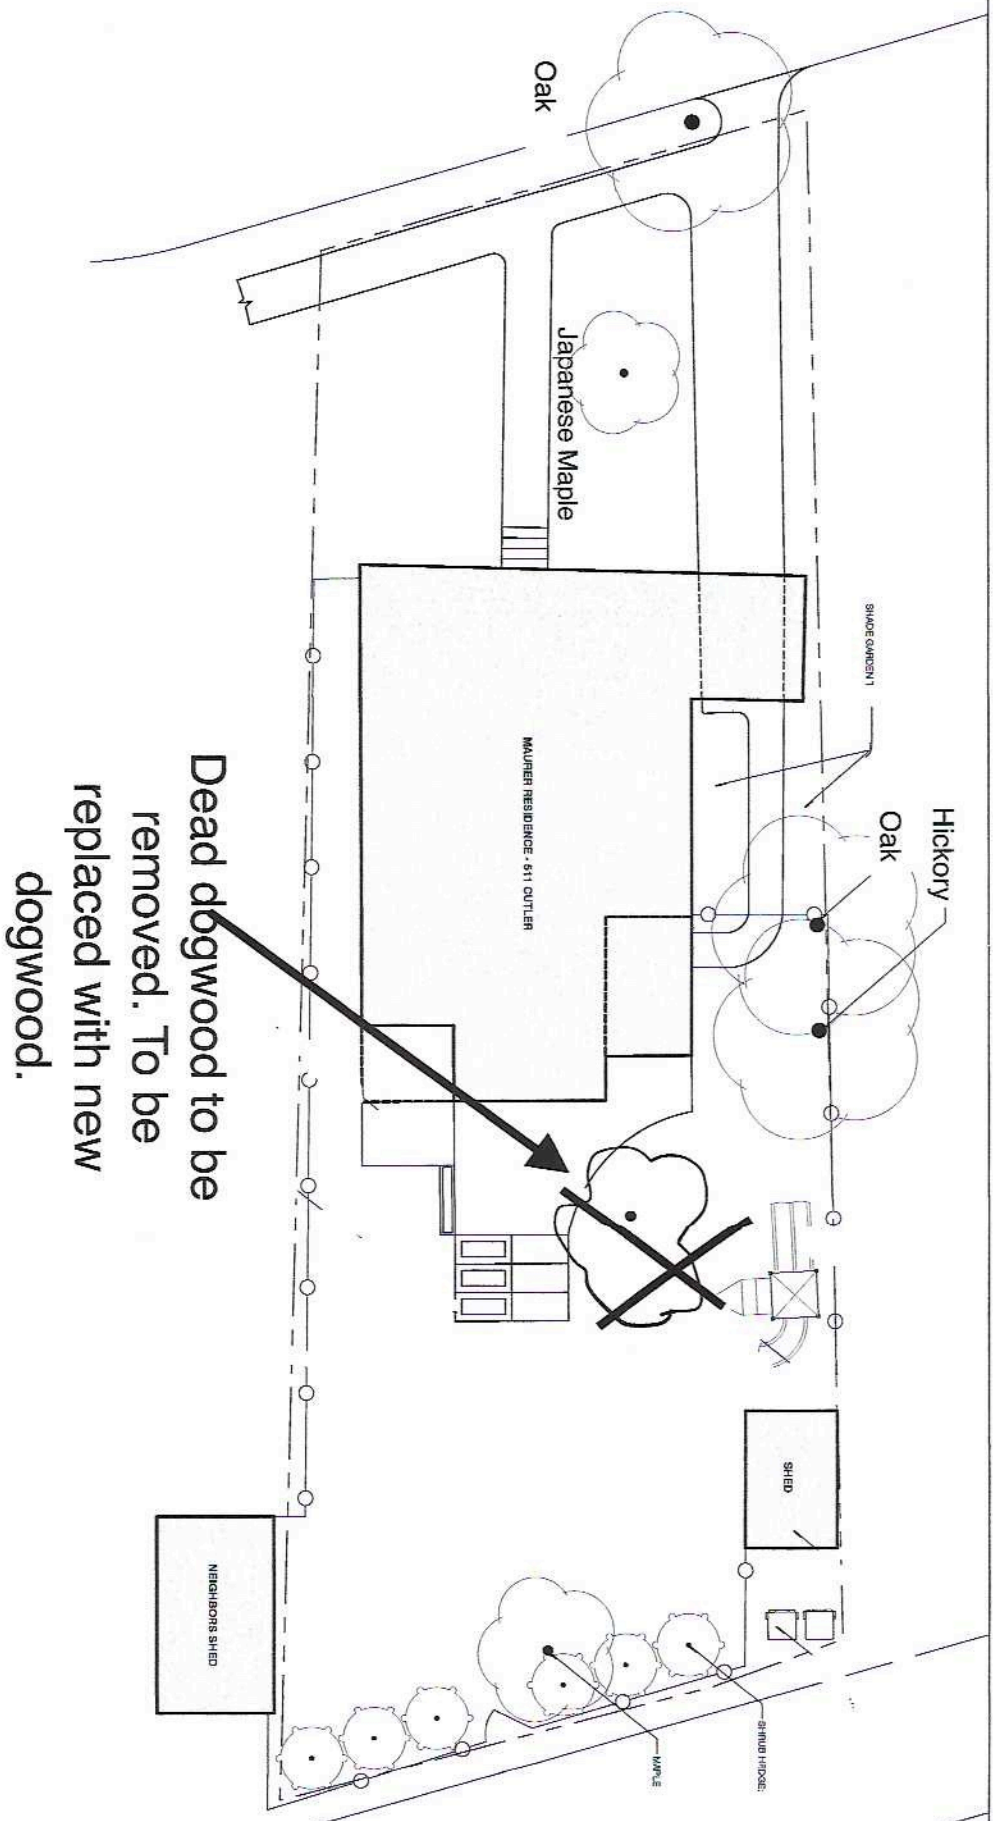 Oak
Japanese Maple
SHADE GARDEN 1
Hickory
Oak
MAURER RESIDENCE - 511 CUTLER
Dead dogwood to be
removed. To be
replaced with new
dogwood.
SHED
NEIGHBORS SHED
SHRUB HEDGE
MAPLE